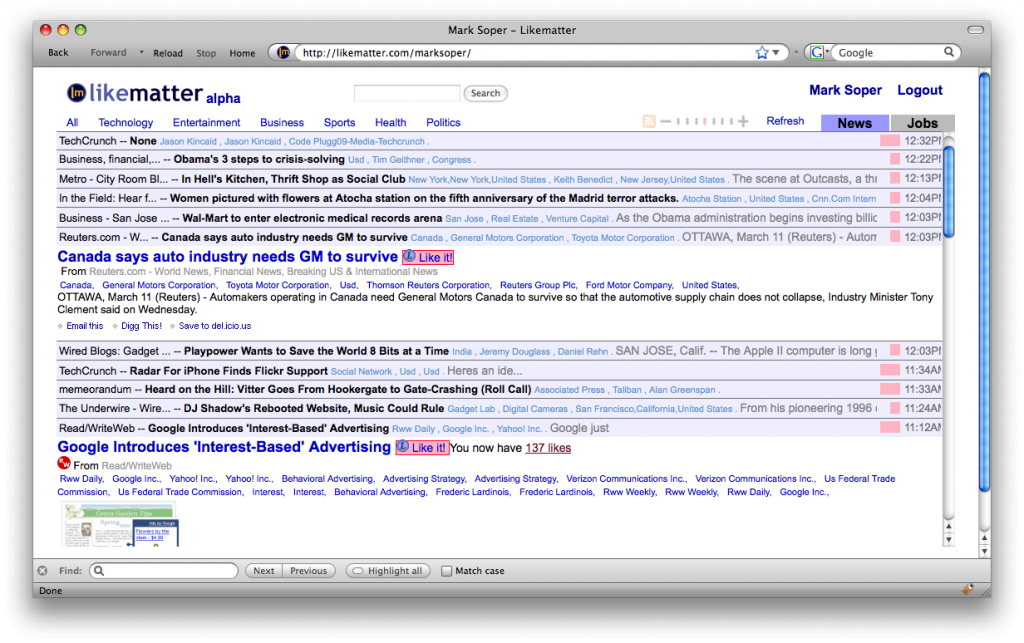 Mark Soper – Likematter
Back Forward Reload Stop Home http://likematter.com/marksoper/ G Google
lm likematter alpha Search Mark Soper Logout
All Technology Entertainment Business Sports Health Politics Refresh News Jobs
TechCrunch -- None Jason Kincaid , Jason Kincaid , Code Plugg09-Media-Techcrunch . 12:32PM
Business, financial,... -- Obama's 3 steps to crisis-solving Usd , Tim Geithner , Congress . 12:22PM
Metro - City Room Bl... -- In Hell's Kitchen, Thrift Shop as Social Club New York,New York,United States , Keith Benedict , New Jersey,United States . The scene at Outcasts, a thr 12:13PM
In the Field: Hear f... -- Women pictured with flowers at Atocha station on the fifth anniversary of the Madrid terror attacks. Atocha Station , United States , Cnn.Com Intern 12:04PM
Business - San Jose ... -- Wal-Mart to enter electronic medical records arena San Jose , Real Estate , Venture Capital . As the Obama administration begins investing billic 12:03PM
Reuters.com - W... -- Canada says auto industry needs GM to survive Canada , General Motors Corporation , Toyota Motor Corporation . OTTAWA, March 11 (Reuters) - Autom 12:03PM
Canada says auto industry needs GM to survive L Like it!
From Reuters.com - World News, Financial News, Breaking US & International News
Canada, General Motors Corporation, Toyota Motor Corporation, Usd, Thomson Reuters Corporation, Reuters Group Plc, Ford Motor Company, United States,
OTTAWA, March 11 (Reuters) - Automakers operating in Canada need General Motors Canada to survive so that the automotive supply chain does not collapse, Industry Minister Tony
Clement said on Wednesday.
Email this Digg This! Save to del.icio.us
Wired Blogs: Gadget ... -- Playpower Wants to Save the World 8 Bits at a Time India , Jeremy Douglass , Daniel Rehn . SAN JOSE, Calif. -- The Apple II computer is long g 12:03PM
TechCrunch -- Radar For iPhone Finds Flickr Support Social Network , Usd , Usd . Heres an ide... 11:34AM
memeorandum -- Heard on the Hill: Vitter Goes From Hookergate to Gate-Crashing (Roll Call) Associated Press , Taliban , Alan Greenspan . 11:33AM
The Underwire - Wire... -- DJ Shadow's Rebooted Website, Music Could Rule Gadget Lab , Digital Cameras , San Francisco,California,United States . From his pioneering 1996 11:24AM
Read/WriteWeb -- Google Introduces 'Interest-Based' Advertising Rww Daily , Google Inc. , Yahoo! Inc. . Google just 11:12AM
Google Introduces 'Interest-Based' Advertising L Like it! You now have 137 likes
RW From Read/WriteWeb
Rww Daily, Google Inc., Yahoo! Inc., Yahoo! Inc., Behavioral Advertising, Advertising Strategy, Advertising Strategy, Verizon Communications Inc., Verizon Communications Inc., Us Federal Trade
Commission, Us Federal Trade Commission, Interest, Interest, Behavioral Advertising, Frederic Lardinois, Frederic Lardinois, Rww Weekly, Rww Weekly, Rww Daily, Google Inc.,
Green Garden Tips
Spring
Ads by Google
Flowers by the
Find: Next Previous Highlight all Match case
Done